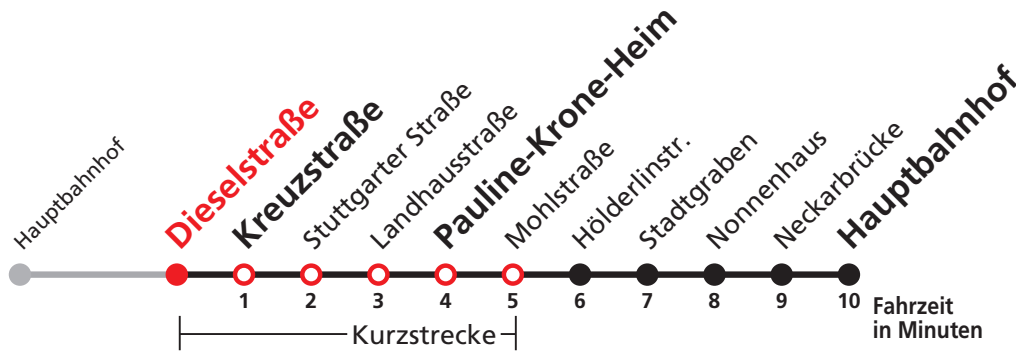 Hauptbahnhof
Dieselstraße
Kreuzstraße
Stuttgarter Straße
Landhausstraße
Pauline-Krone-Heim
Mohlstraße
Hölderlinstr.
Stadtgraben
Nonnenhaus
Neckarbrücke
Hauptbahnhof
1 2 3 4 5 6 7 8 9 10
Fahrzeit
in Minuten
Kurzstrecke